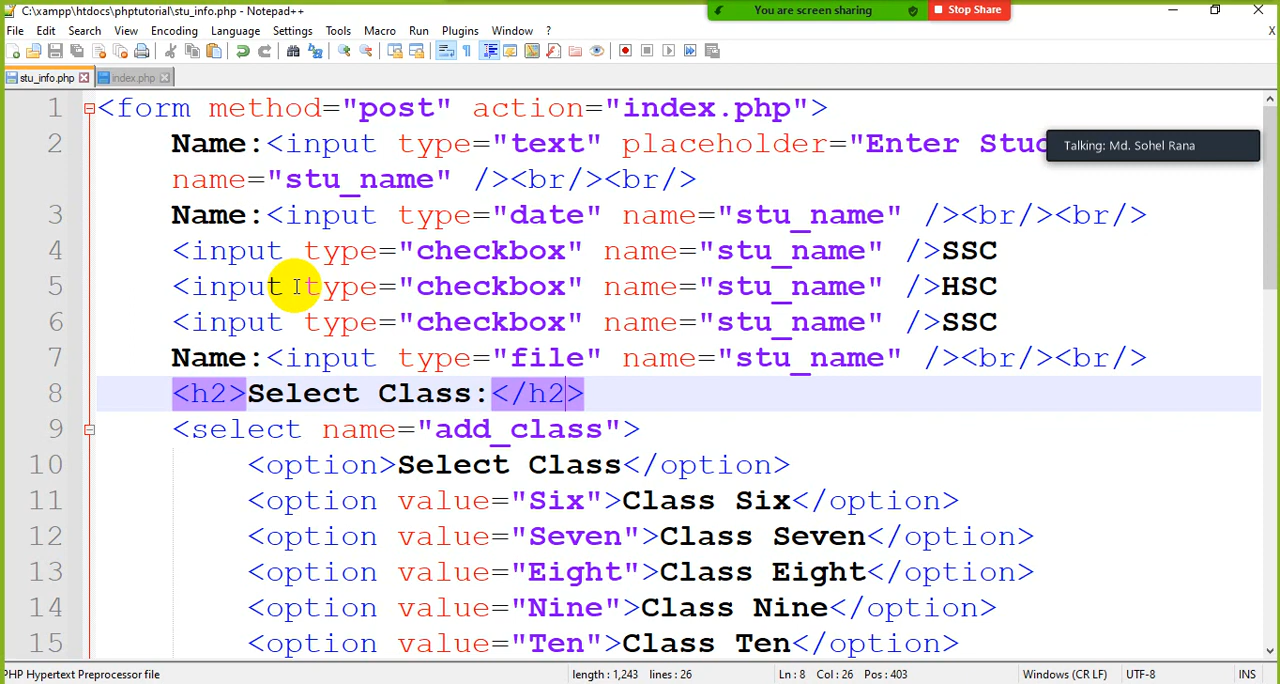 C:\xampp\htdocs\phptutorial\stu_info.php - Notepad++
You are screen sharing
Stop Share
File Edit Search View Encoding Language Settings Tools Macro Run Plugins Window ? X
stu_info.php index.php
1 <form method="post" action="index.php">
2 Name:<input type="text" placeholder="Enter
Talking: Md. Sohel Rana
name="stu_name" /><br/><br/>
3 Name:<input type="date" name="stu_name" /><br/><br/>
4 <input type="checkbox" name="stu_name" />SSC
5 <input type="checkbox" name="stu_name" />HSC
6 <input type="checkbox" name="stu_name" />SSC
7 Name:<input type="file" name="stu_name" /><br/><br/>
8 <h2>Select Class:</h2>
9 <select name="add_class">
10 <option>Select Class</option>
11 <option value="Six">Class Six</option>
12 <option value="Seven">Class Seven</option>
13 <option value="Eight">Class Eight</option>
14 <option value="Nine">Class Nine</option>
15 <option value="Ten">Class Ten</option>
PHP Hypertext Preprocessor file length : 1,243 lines : 26 Ln : 8 Col : 26 Pos : 403 Windows (CR LF) UTF-8 INS